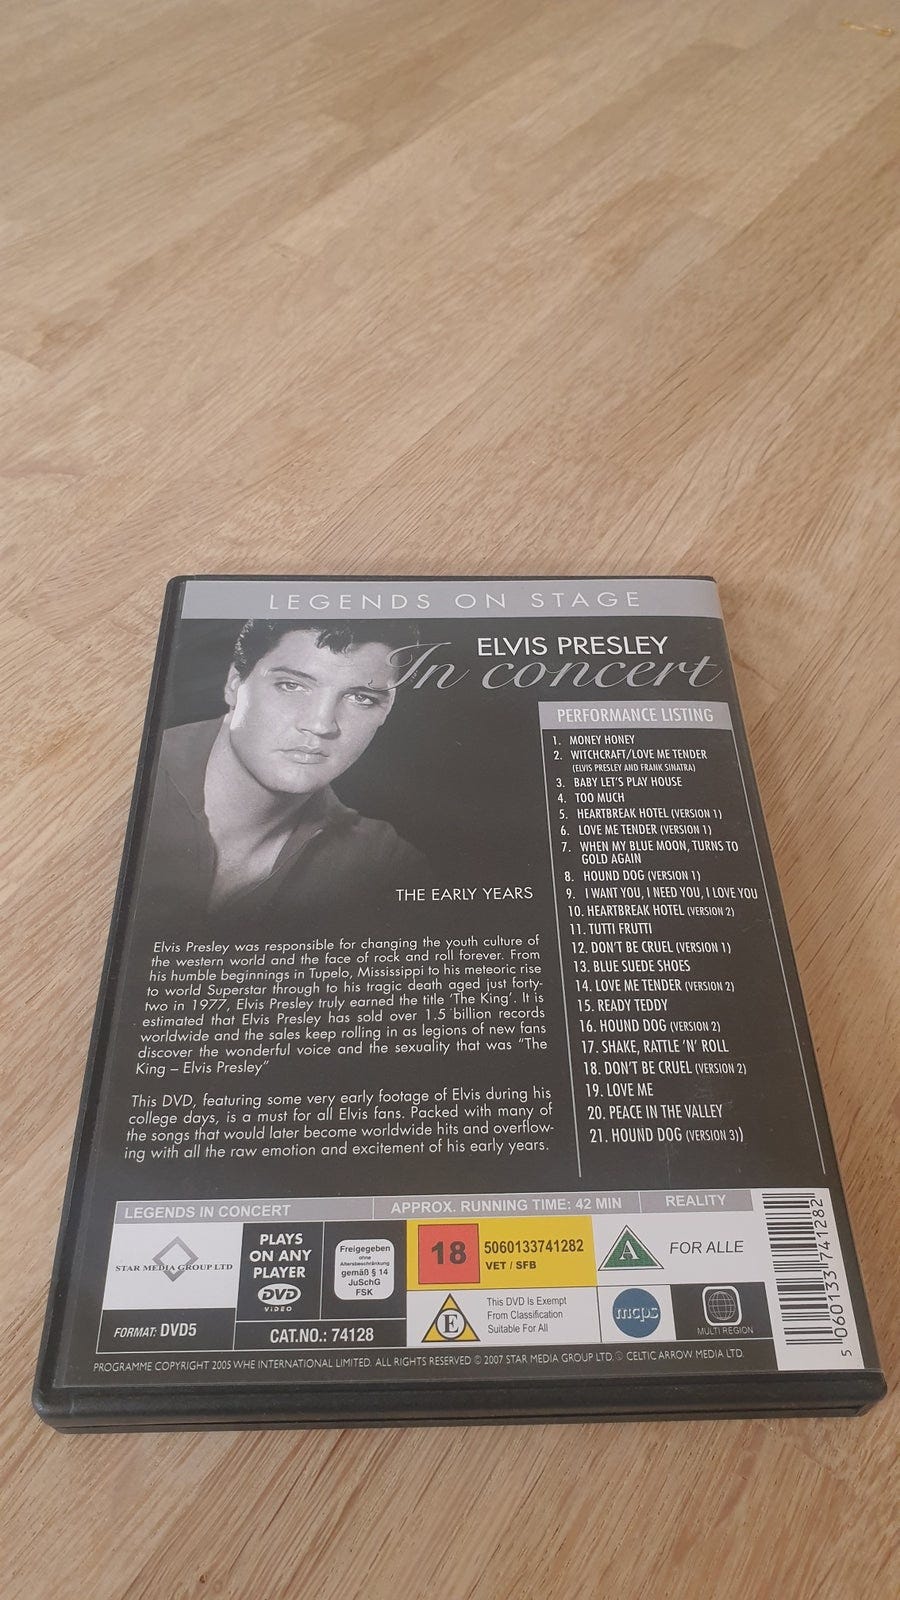 LEGENDS ON STAGE
ELVIS PRESLEY
In concert
THE EARLY YEARS
Elvis Presley was responsible for changing the youth culture of
the western world and the face of rock and roll forever. From
his humble beginnings in Tupelo, Mississippi to his meteoric rise
to world Superstar through to his tragic death aged just forty-
two in 1977, Elvis Presley truly earned the title 'The King'. It is
estimated that Elvis Presley has sold over 1.5 billion records
worldwide and the sales keep rolling in as legions of new fans
discover the wonderful voice and the sexuality that was "The
King – Elvis Presley"
This DVD, featuring some very early footage of Elvis during his
college days, is a must for all Elvis fans. Packed with many of
the songs that would later become worldwide hits and overflow-
ing with all the raw emotion and excitement of his early years.
PERFORMANCE LISTING
1. MONEY HONEY
2. WITCHCRAFT/LOVE ME TENDER
(ELVIS PRESLEY AND FRANK SINATRA)
3. BABY LET'S PLAY HOUSE
4. TOO MUCH
5. HEARTBREAK HOTEL (VERSION 1)
6. LOVE ME TENDER (VERSION 1)
7. WHEN MY BLUE MOON, TURNS TO
GOLD AGAIN
8. HOUND DOG (VERSION 1)
9. I WANT YOU, I NEED YOU, I LOVE YOU
10. HEARTBREAK HOTEL (VERSION 2)
11. TUTTI FRUTTI
12. DON'T BE CRUEL (VERSION 1)
13. BLUE SUEDE SHOES
14. LOVE ME TENDER (VERSION 2)
15. READY TEDDY
16. HOUND DOG (VERSION 2)
17. SHAKE, RATTLE 'N' ROLL
18. DON'T BE CRUEL (VERSION 2)
19. LOVE ME
20. PEACE IN THE VALLEY
21. HOUND DOG (VERSION 3))
LEGENDS IN CONCERT
APPROX. RUNNING TIME: 42 MIN
REALITY
STAR MEDIA GROUP LTD
FORMAT: DVD5
PLAYS
ON ANY
PLAYER
DVD
VIDEO
CAT.NO.: 74128
Freigegeben
ohne
Altersbeschränkung
gemäß § 14
JuSchG
FSK
18
5060133741282
VET / SFB
E
This DVD Is Exempt
From Classification
Suitable For All
A
FOR ALLE
mcps
MULTI REGION
5 060133 741282
PROGRAMME COPYRIGHT 2005 WHE INTERNATIONAL LIMITED. ALL RIGHTS RESERVED © 2007 STAR MEDIA GROUP LTD, © CELTIC ARROW MEDIA LTD.